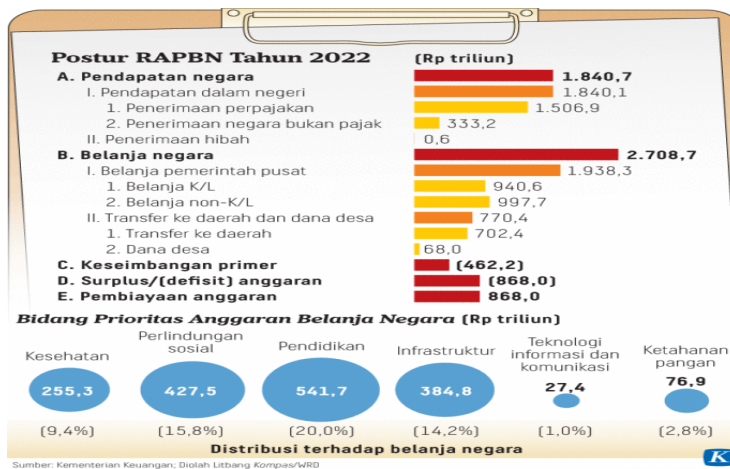 Postur RAPBN Tahun 2022 (Rp triliun)
A. Pendapatan negara 1.840,7
I. Pendapatan dalam negeri 1.840,1
1. Penerimaan perpajakan 1.506,9
2. Penerimaan negara bukan pajak 333,2
II. Penerimaan hibah 0,6
B. Belanja negara 2.708,7
I. Belanja pemerintah pusat 1.938,3
1. Belanja K/L 940,6
2. Belanja non-K/L 997,7
II. Transfer ke daerah dan dana desa 770,4
1. Transfer ke daerah 702,4
2. Dana desa 68,0
C. Keseimbangan primer (462,2)
D. Surplus/(defisit) anggaran (868,0)
E. Pembiayaan anggaran 868,0
Bidang Prioritas Anggaran Belanja Negara (Rp triliun)
Kesehatan
255,3
(9,4%)
Perlindungan
sosial
427,5
(15,8%)
Pendidikan
541,7
(20,0%)
Infrastruktur
384,8
(14,2%)
Teknologi
informasi dan
komunikasi
27,4
(1,0%)
Ketahanan
pangan
76,9
(2,8%)
Distribusi terhadap belanja negara
Sumber: Kementerian Keuangan; Diolah Litbang Kompas/WRD
K